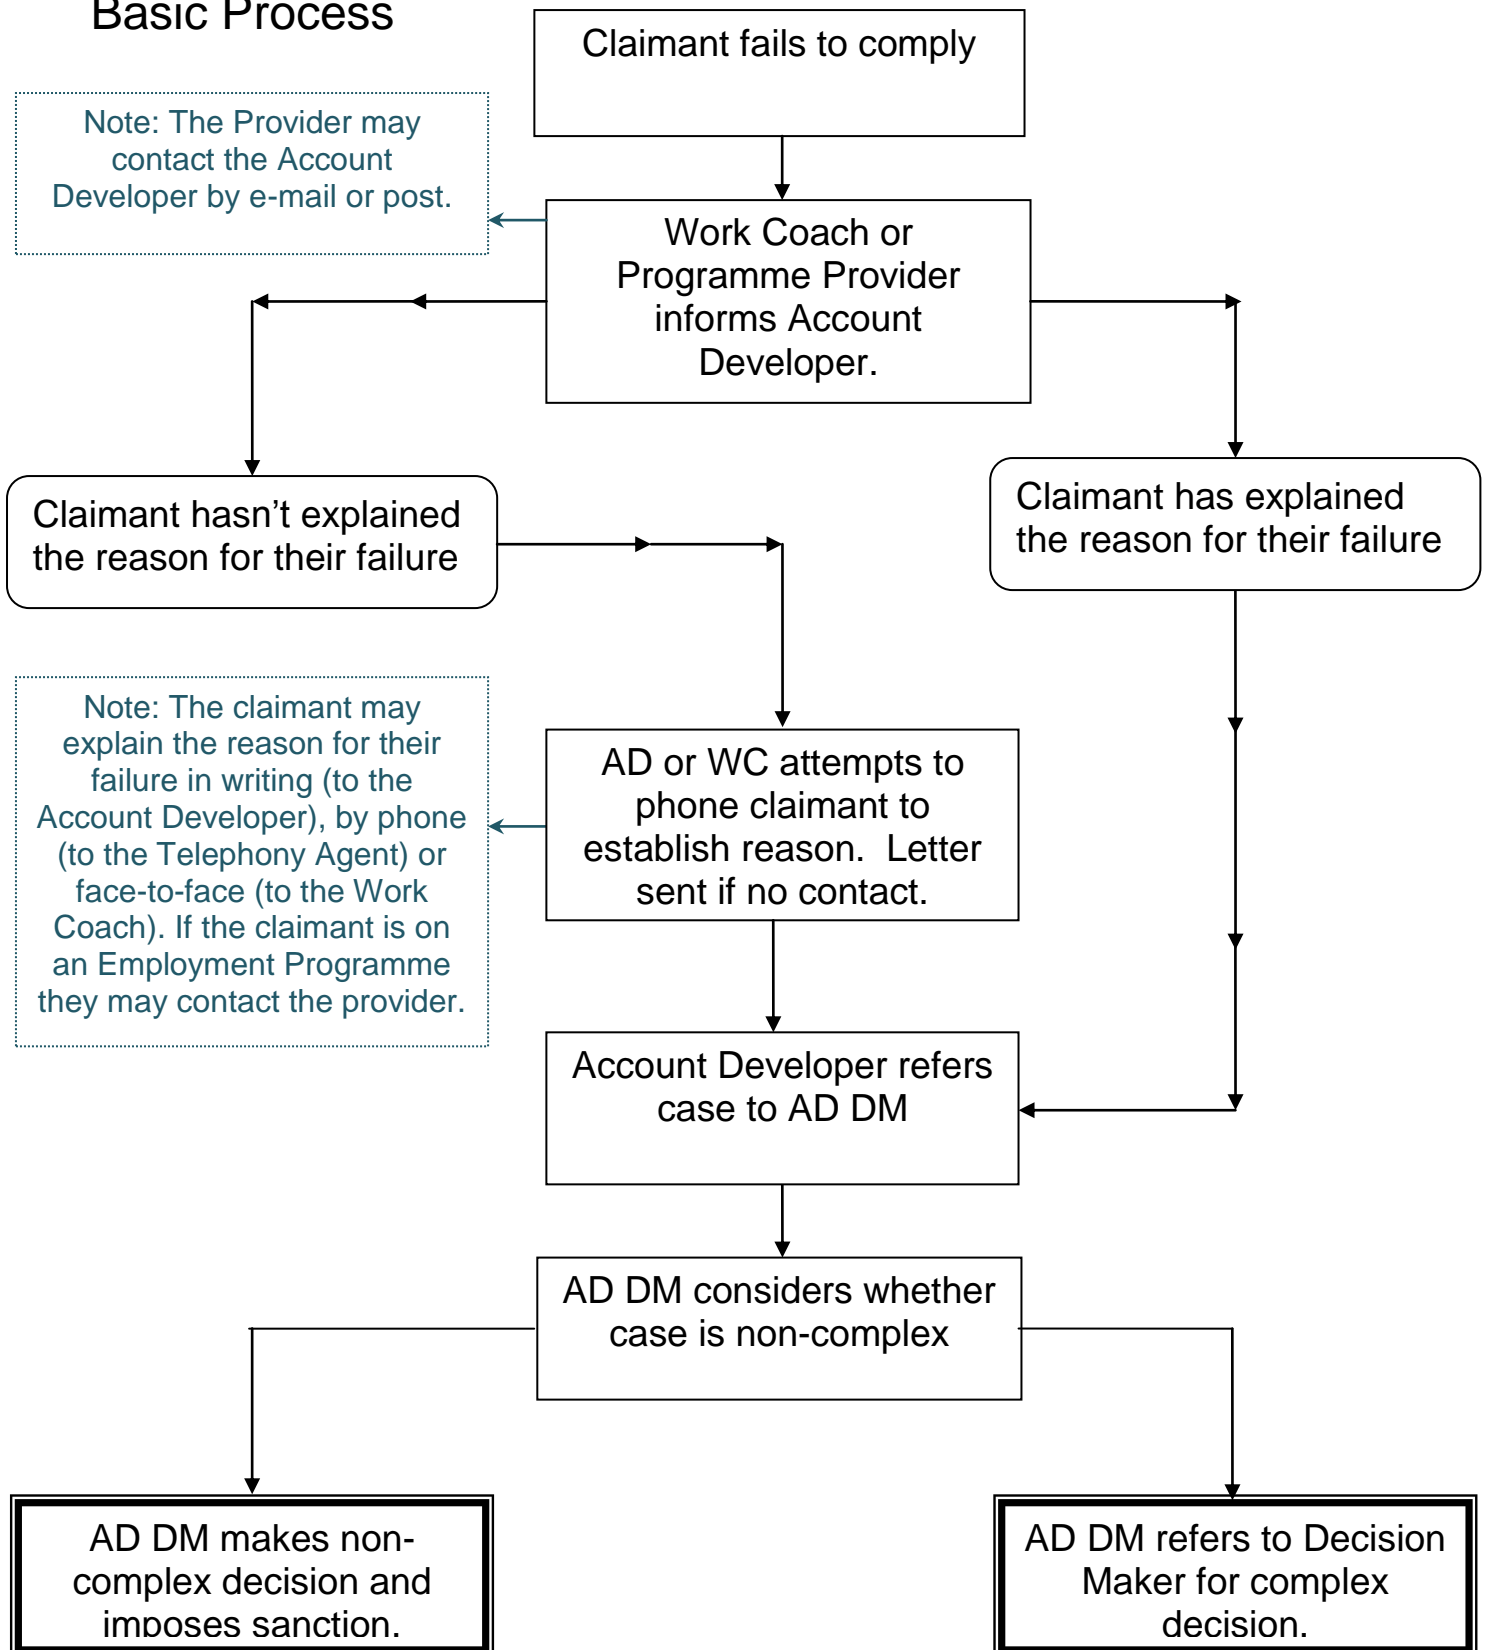 Basic Process
Claimant fails to comply
Note: The Provider may
contact the Account
Developer by e-mail or post.
Work Coach or
Programme Provider
informs Account
Developer.
Claimant hasn’t explained
the reason for their failure
Claimant has explained
the reason for their failure
Note: The claimant may
explain the reason for their
failure in writing (to the
Account Developer), by phone
(to the Telephony Agent) or
face-to-face (to the Work
Coach). If the claimant is on
an Employment Programme
they may contact the provider.
AD or WC attempts to
phone claimant to
establish reason.  Letter
sent if no contact.
Account Developer refers
case to AD DM
AD DM considers whether
case is non-complex
AD DM makes non-
complex decision and
imposes sanction.
AD DM refers to Decision
Maker for complex
decision.